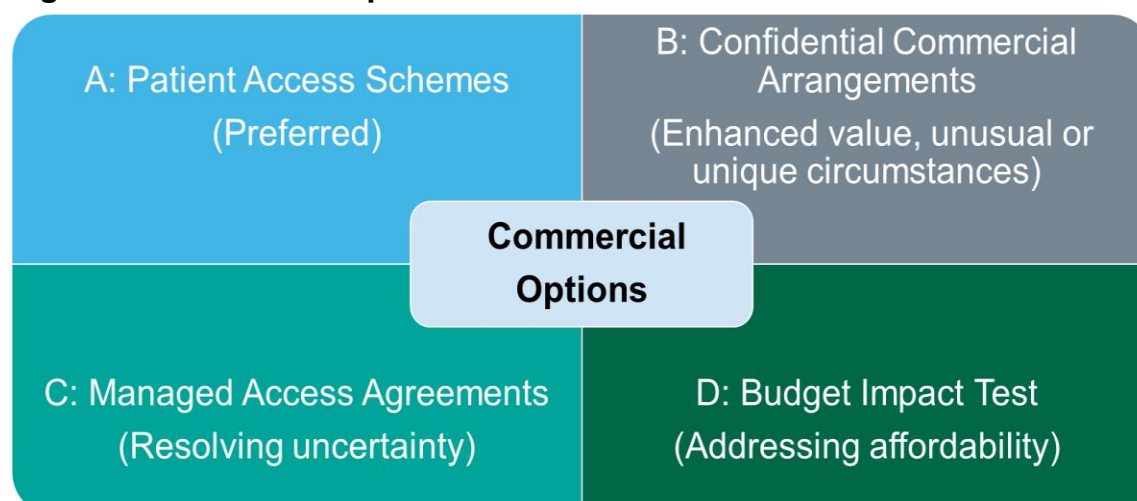 A: Patient Access Schemes
(Preferred)
B: Confidential Commercial
Arrangements
(Enhanced value, unusual or
unique circumstances)
Commercial
Options
C: Managed Access Agreements
(Resolving uncertainty)
D: Budget Impact Test
(Addressing affordability)